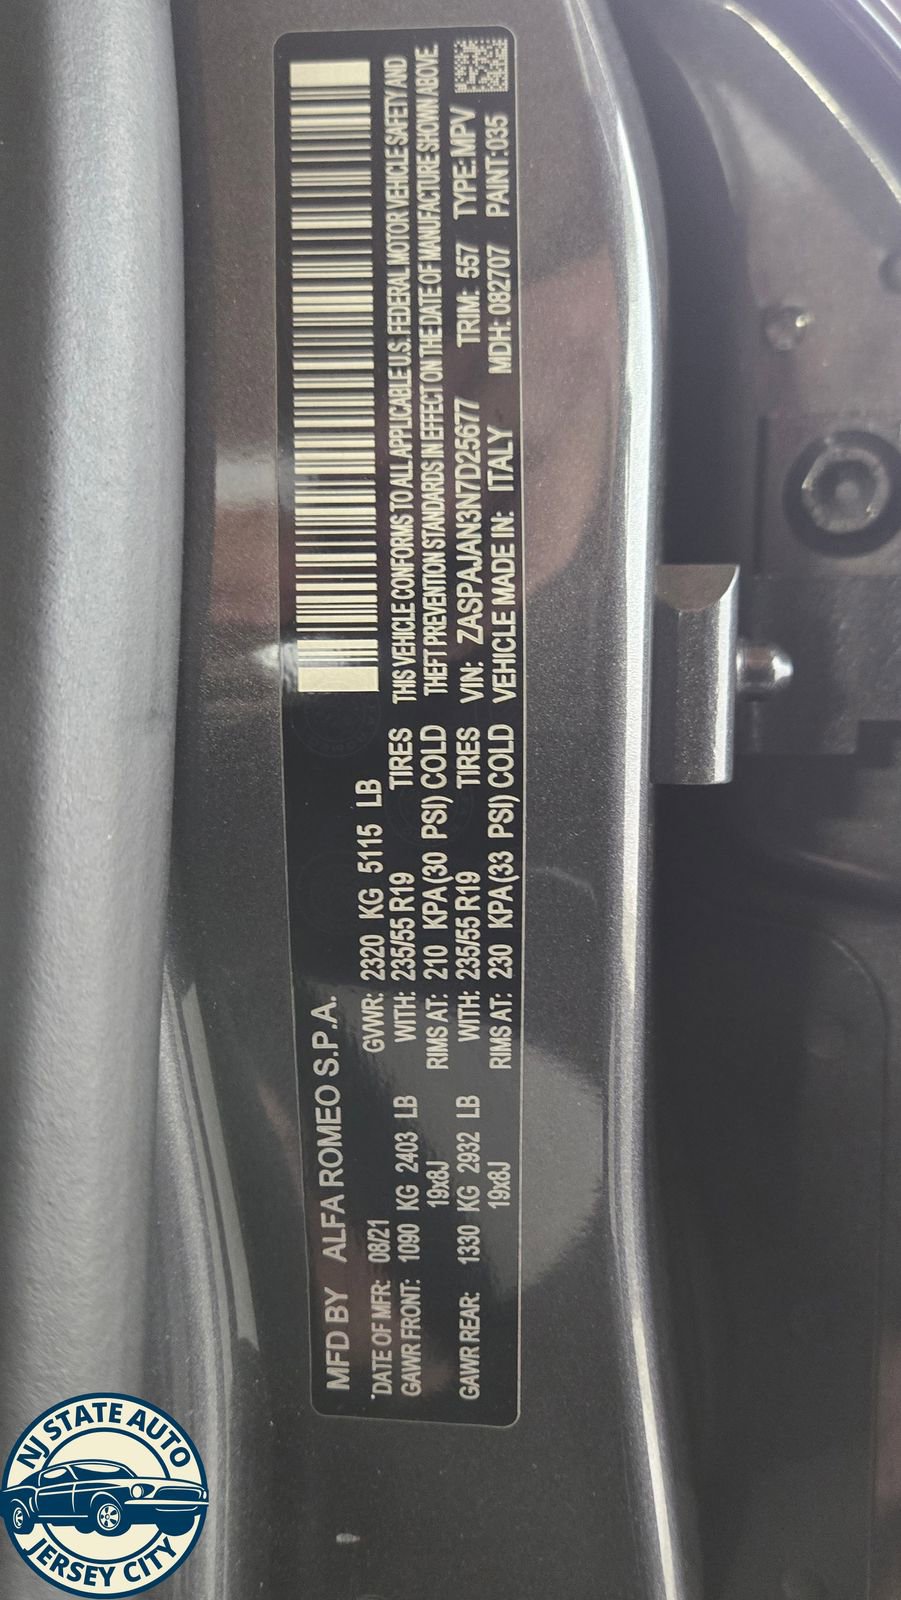 MFD BY ALFA ROMEO S.P.A.
DATE OF MFR: 08/21 GVWR: 2320 KG 5115 LB
GAWR FRONT: 1090 KG 2403 LB WITH: 235/55 R19 TIRES
19x8J RIMS AT: 210 KPA (30 PSI) COLD
GAWR REAR: 1330 KG 2932 LB WITH: 235/55 R19 TIRES
19x8J RIMS AT: 230 KPA (33 PSI) COLD
THIS VEHICLE CONFORMS TO ALL APPLICABLE U.S. FEDERAL MOTOR VEHICLE SAFETY AND
THEFT PREVENTION STANDARDS IN EFFECT ON THE DATE OF MANUFACTURE SHOWN ABOVE.
VIN: ZASPAJAN3N7D25677 TRIM: 557 TYPE: MPV
VEHICLE MADE IN: ITALY MDH: 082707 PAINT: 035
NJ STATE AUTO
JERSEY CITY